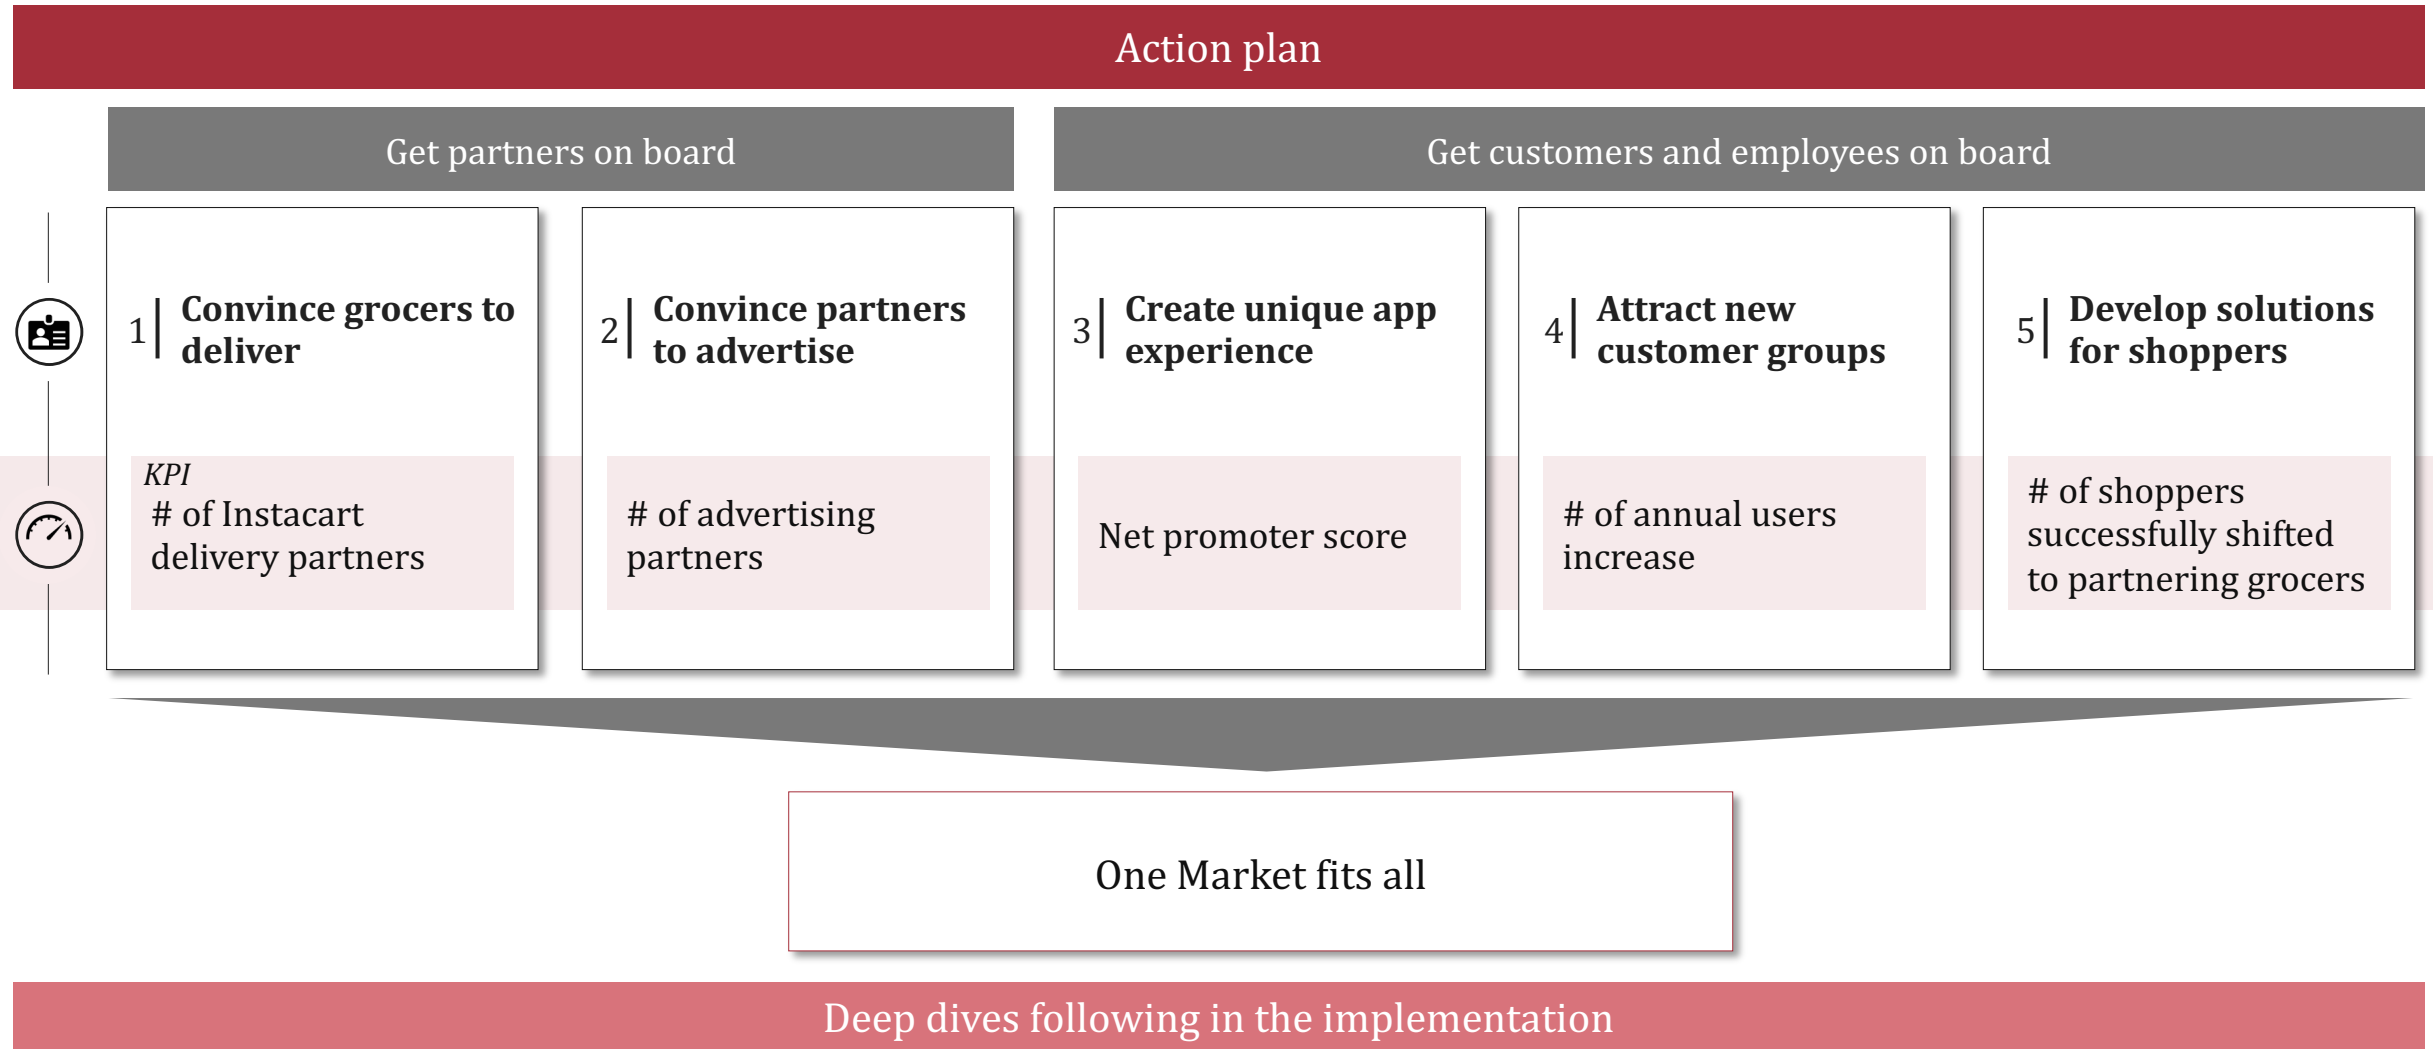 Action plan
Get partners on board
Get customers and employees on board
1
Convince grocers to
deliver
2
Convince partners
to advertise
3
Create unique app
experience
4
Attract new
customer groups
5
Develop solutions
for shoppers
KPI
# of Instacart
delivery partners
# of advertising
partners
Net promoter score
# of annual users
increase
# of shoppers
successfully shifted
to partnering grocers
One Market fits all
Deep dives following in the implementation